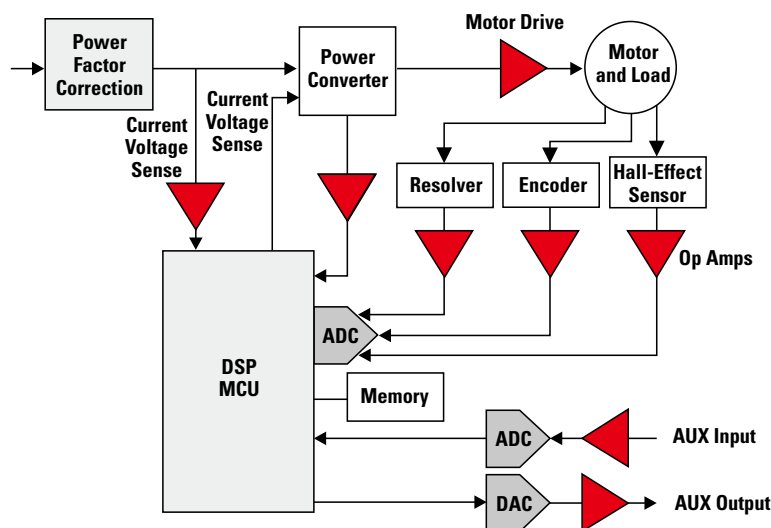 Motor Drive
Power
Factor
Correction
Power
Converter
Motor
and Load
Current
Voltage
Sense
Current
Voltage
Sense
Resolver
Encoder
Hall-Effect
Sensor
Op Amps
ADC
DSP
MCU
Memory
ADC
AUX Input
DAC
AUX Output